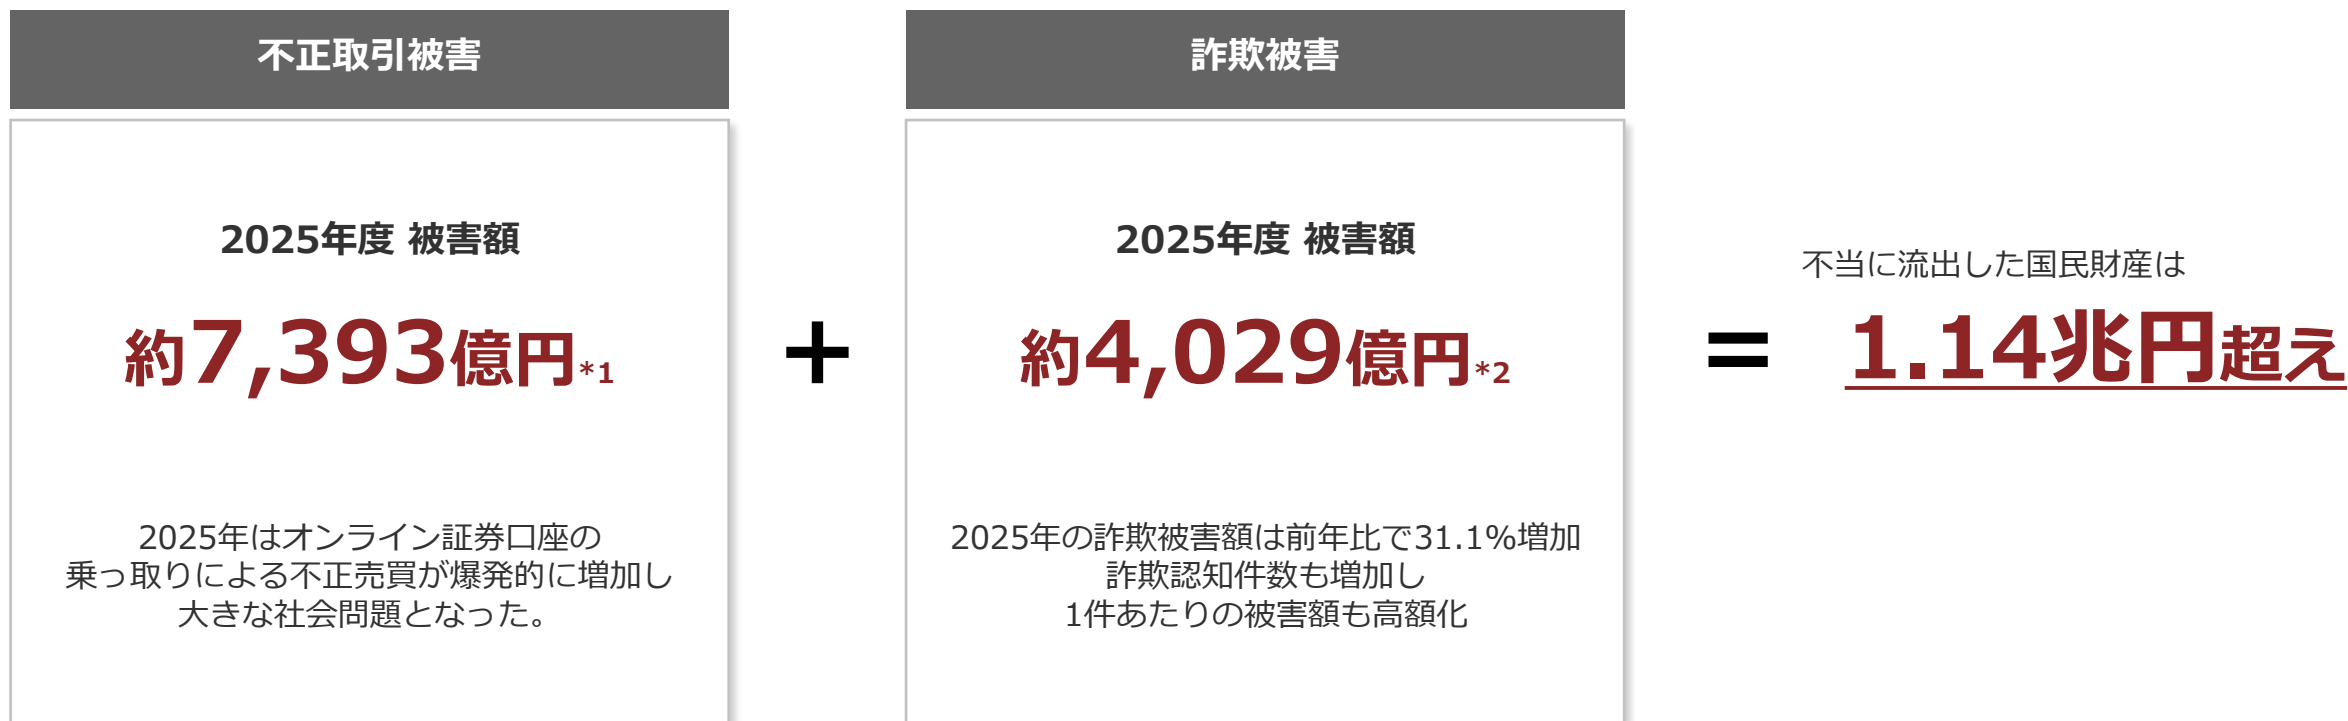 不正取引被害
2025年度 被害額
約7,393億円*1
2025年はオンライン証券口座の
乗っ取りによる不正売買が爆発的に増加し
大きな社会問題となった。
+
詐欺被害
2025年度 被害額
約4,029億円*2
2025年の詐欺被害額は前年比で31.1%増加
詐欺認知件数も増加し
1件あたりの被害額も高額化
=
不当に流出した国民財産は
1.14兆円超え